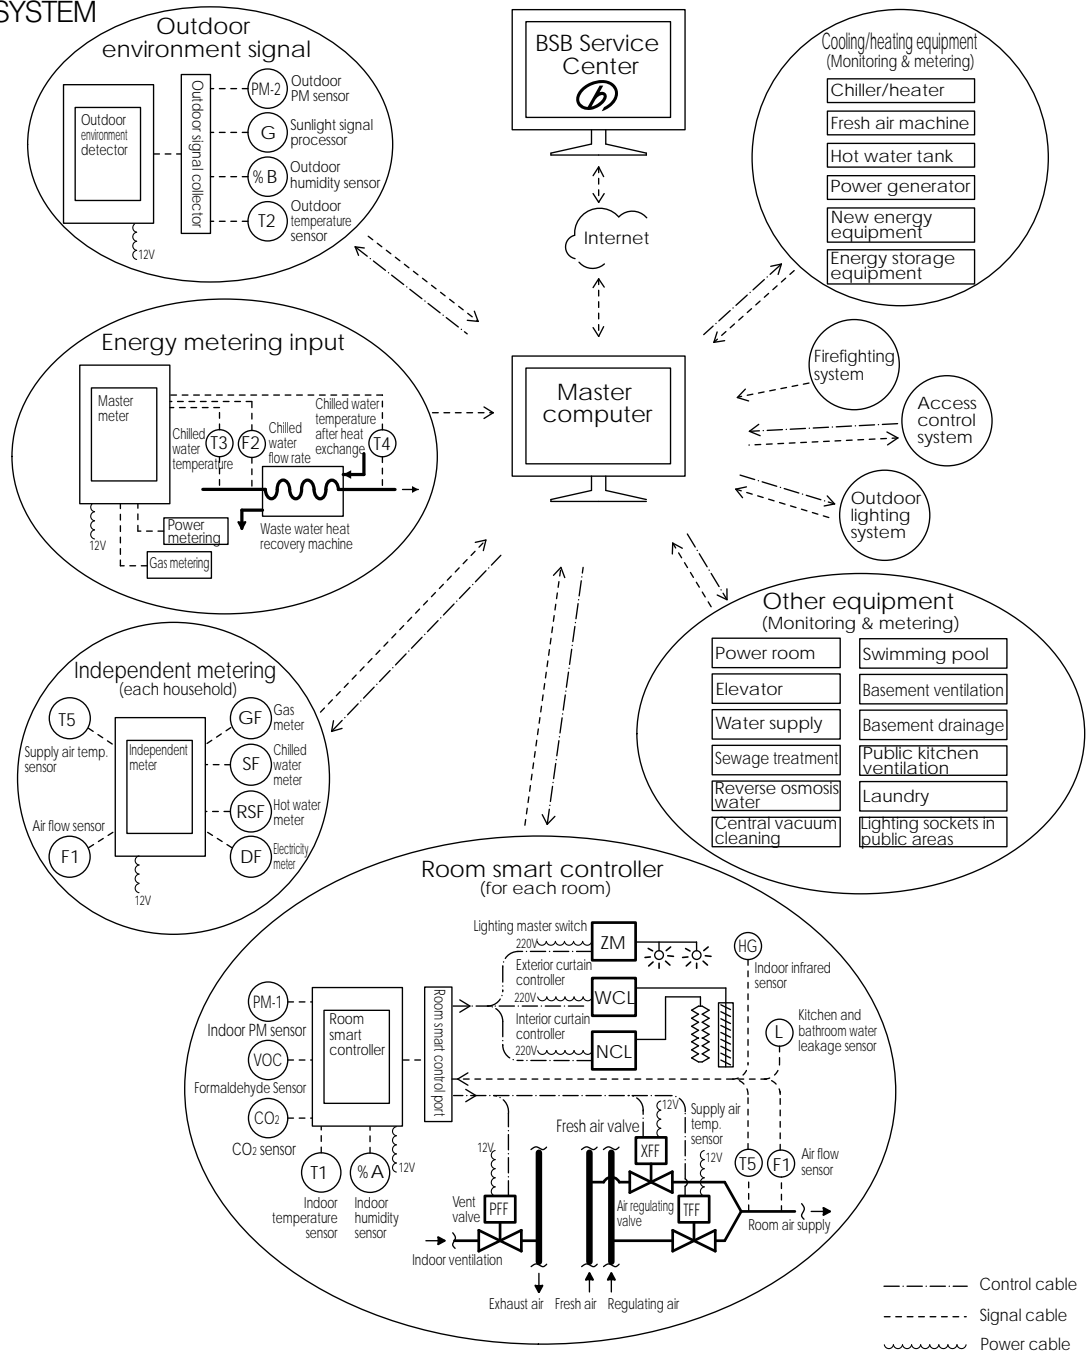 SYSTEM
Outdoor
environment signal
Outdoor
environment
detector
12V
Outdoor signal collector
PM-2
Outdoor
PM sensor
G
Sunlight signal
processor
% B
Outdoor
humidity sensor
T2
Outdoor
temperature
sensor
BSB Service
Center
b
Internet
Master
computer
Cooling/heating equipment
(Monitoring & metering)
Chiller/heater
Fresh air machine
Hot water tank
Power generator
New energy
equipment
Energy storage
equipment
Firefighting
system
Access
control
system
Outdoor
lighting
system
Energy metering input
Master
meter
12V
Chilled
water
temperature
T3
F2
Chilled
water
flow rate
Chilled water
temperature
after heat
exchange
T4
Power
metering
Gas metering
Waste water heat
recovery machine
Other equipment
(Monitoring & metering)
Power room
Swimming pool
Elevator
Basement ventilation
Water supply
Basement drainage
Sewage treatment
Public kitchen
ventilation
Reverse osmosis
water
Laundry
Central vacuum
cleaning
Lighting sockets in
public areas
Independent metering
(each household)
T5
Supply air temp.
sensor
Air flow sensor
F1
Independent
meter
12V
GF
Gas
meter
SF
Chilled
water
meter
RSF
Hot water
meter
DF
Electricity
meter
Room smart controller
(for each room)
Lighting master switch
220V
ZM
Exterior curtain
controller
220V
WCL
Interior curtain
controller
220V
NCL
HG
Indoor infrared
sensor
L
Kitchen and
bathroom water
leakage sensor
PM-1
Indoor PM sensor
VOC
Formaldehyde Sensor
CO2
CO2 sensor
Room
smart
controller
Room smart control port
T1
Indoor
temperature
sensor
% A
Indoor
humidity
sensor
12V
12V
Vent
valve
PFF
Indoor ventilation
Fresh air valve
12V
XFF
Supply air
temp.
sensor
12V
Air regulating
valve
TFF
T5
F1
Air flow
sensor
Room air supply
Exhaust air
Fresh air
Regulating air
Control cable
Signal cable
Power cable